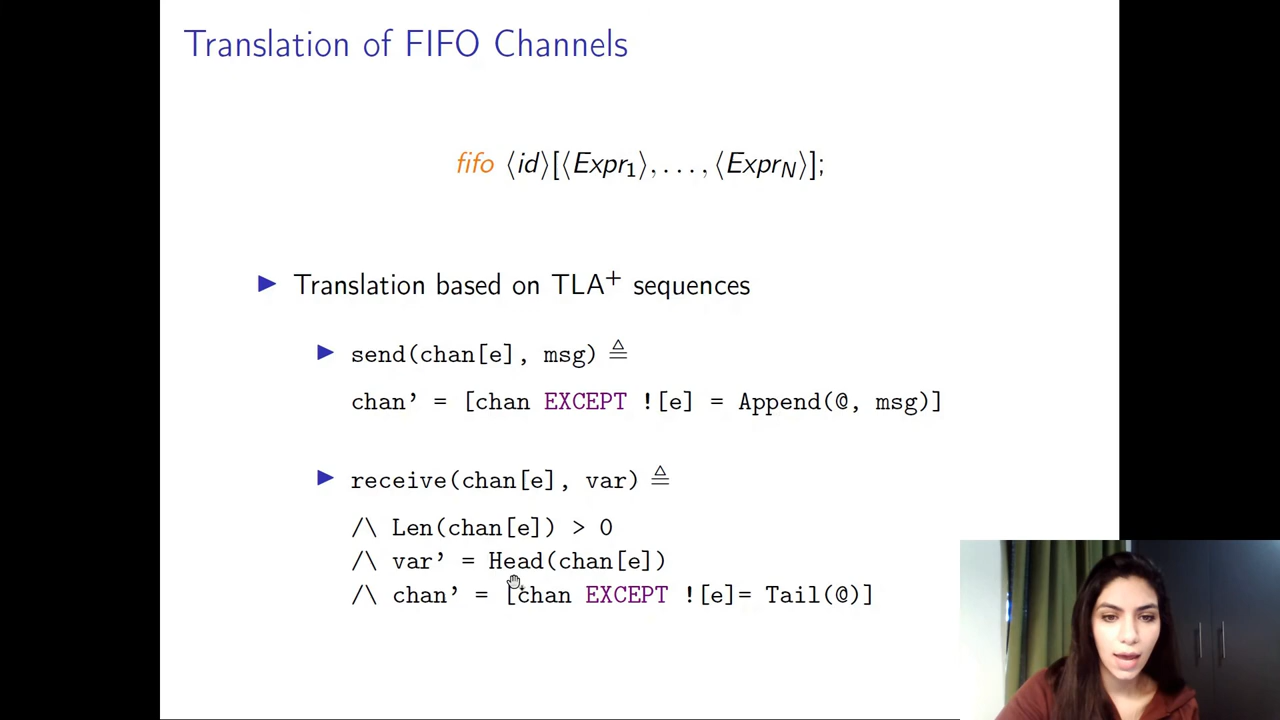 Translation of FIFO Channels
fifo ⟨id⟩[⟨Expr₁⟩, . . . , ⟨Expr_N⟩];
▶ Translation based on TLA⁺ sequences
▶ send(chan[e], msg) ≜
chan’ = [chan EXCEPT ![e] = Append(@, msg)]
▶ receive(chan[e], var) ≜
/\ Len(chan[e]) > 0
/\ var’ = Head(chan[e])
/\ chan’ = [chan EXCEPT ![e]= Tail(@)]